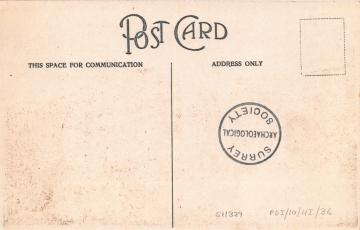 POST CARD
THIS SPACE FOR COMMUNICATION
ADDRESS ONLY
SURREY
ARCHAEOLOGICAL
SOCIETY